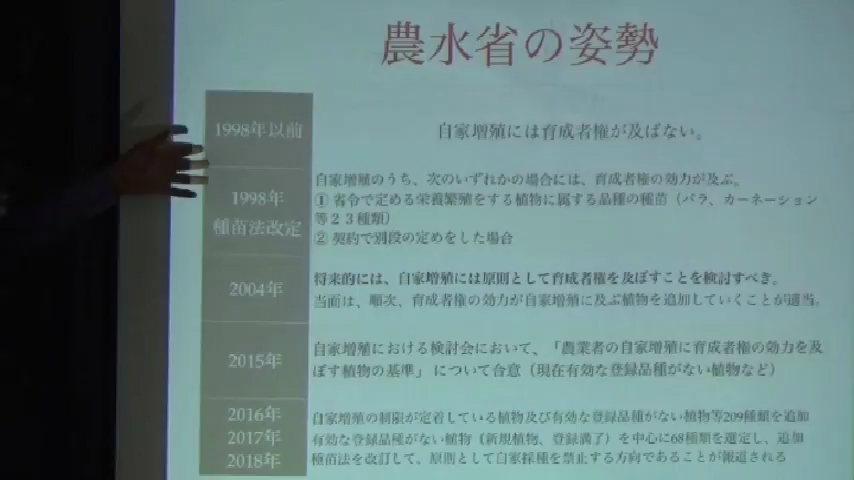 農水省の姿勢
1998年以前
自家増殖には育成者権が及ばない。
1998年
種苗法改定
自家増殖のうち、次のいずれかの場合には、育成者権の効力が及ぶ。
① 省令で定める栄養繁殖をする植物に属する品種の種苗（バラ、カーネーション
等２３種類）
② 契約で別段の定めをした場合
2004年
将来的には、自家増殖には原則として育成者権を及ぼすことを検討すべき。
当面は、順次、育成者権の効力が自家増殖に及ぶ植物を追加していくことが適当。
2015年
自家増殖における検討会において、「農業者の自家増殖に育成者権の効力を及
ぼす植物の基準」について合意（現在有効な登録品種がない植物など）
2016年
自家増殖の制限が定着している植物及び有効な登録品種がない植物等209種類を追加
2017年
有効な登録品種がない植物（新規植物、登録満了）を中心に68種類を選定し、追加
2018年
種苗法を改訂して、原則として自家採種を禁止する方向であることが報道される